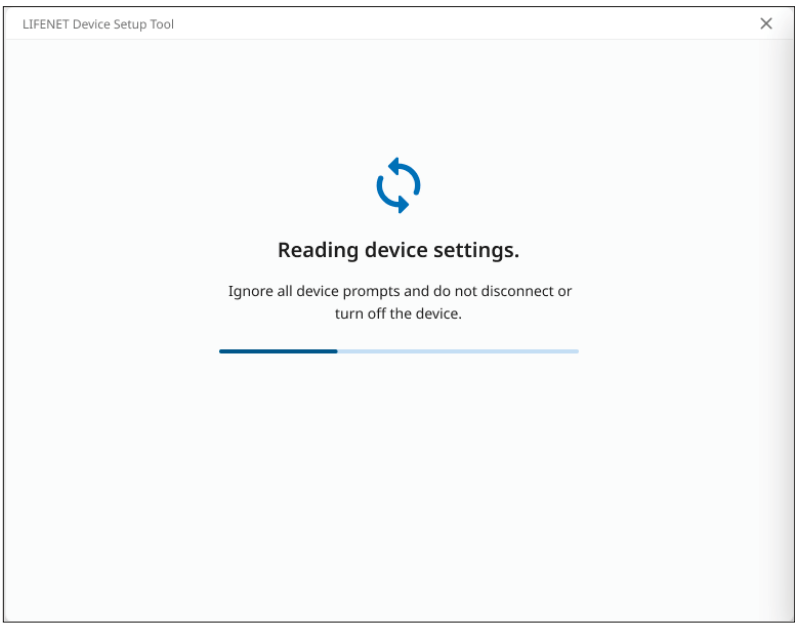 LIFENET Device Setup Tool
Reading device settings.
Ignore all device prompts and do not disconnect or
turn off the device.